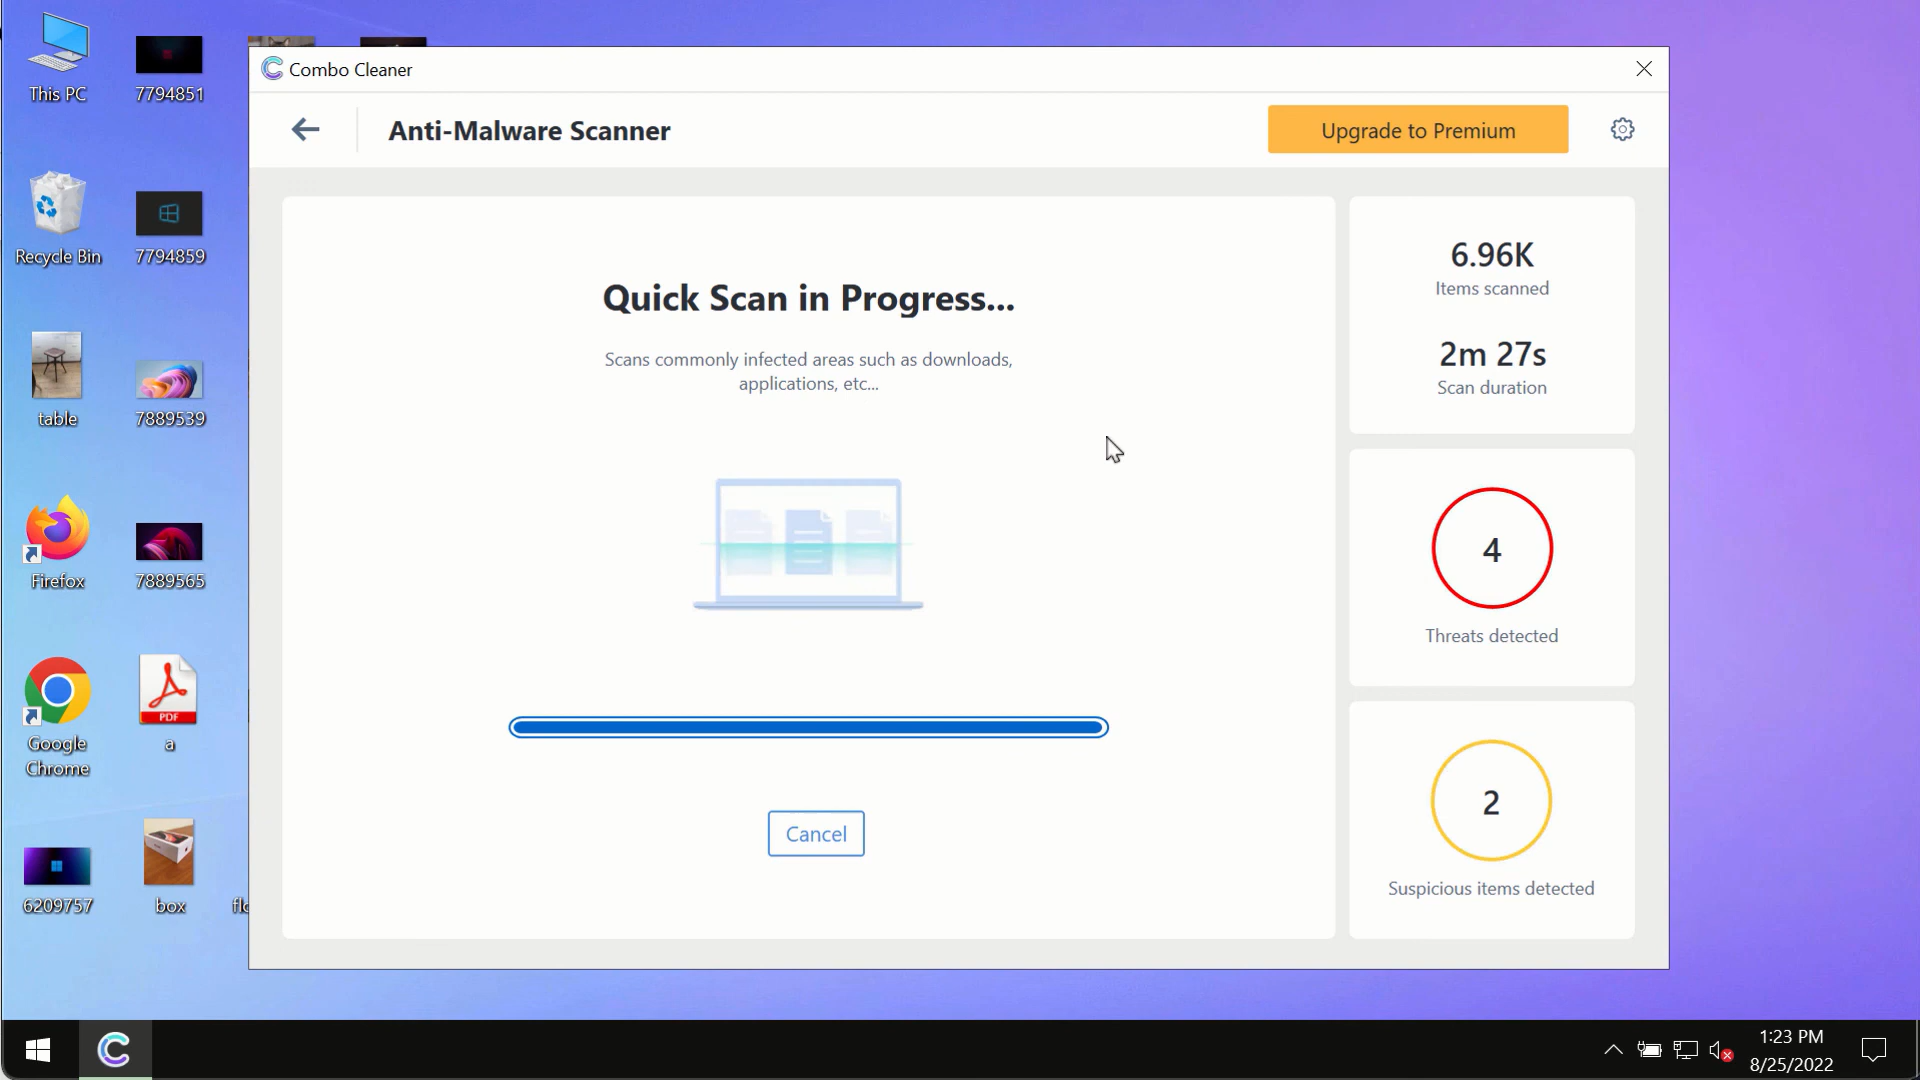 This PC
7794851
Recycle Bin
7794859
table
7889539
Firefox
7889565
Google
Chrome
PDF
a
6209757
box
Combo Cleaner
Anti-Malware Scanner
Upgrade to Premium
Quick Scan in Progress...
Scans commonly infected areas such as downloads,
applications, etc...
Cancel
6.96K
Items scanned
2m 27s
Scan duration
4
Threats detected
2
Suspicious items detected
1:23 PM
8/25/2022